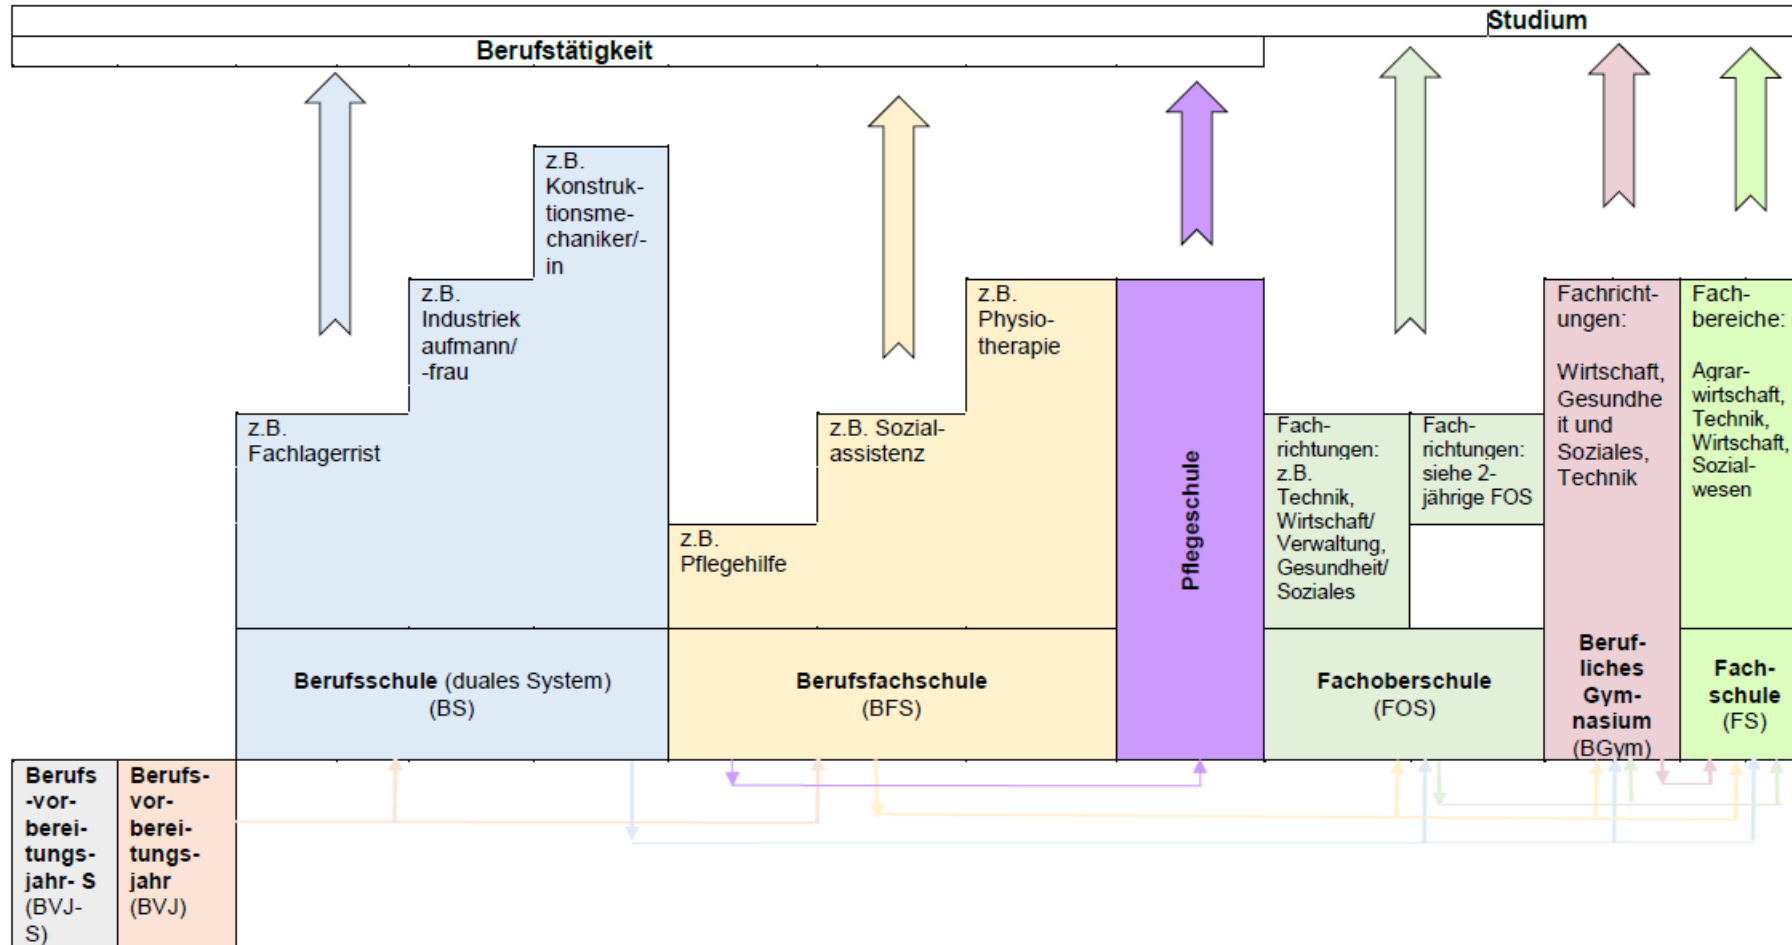 Studium
Berufstätigkeit
z.B.
Konstruk-
tionsme-
chaniker/-
in
z.B.
Industriek
aufmann/
-frau
z.B.
Fachlagerrist
z.B.
Physio-
therapie
z.B. Sozial-
assistenz
z.B.
Pflegehilfe
Pflegeschule
Fach-
richtungen:
z.B.
Technik,
Wirtschaft/
Verwaltung,
Gesundheit/
Soziales
Fach-
richtungen:
siehe 2-
jährige FOS
Fachricht-
ungen:
Wirtschaft,
Gesundhe
it und
Soziales,
Technik
Fach-
bereiche:
Agrar-
wirtschaft,
Technik,
Wirtschaft,
Sozial-
wesen
Berufsschule (duales System)
(BS)
Berufsfachschule
(BFS)
Fachoberschule
(FOS)
Beruf-
liches
Gym-
nasium
(BGym)
Fach-
schule
(FS)
Berufs
-vor-
berei-
tungs-
jahr- S
(BVJ-
S)
Berufs-
vor-
berei-
tungs-
jahr
(BVJ)